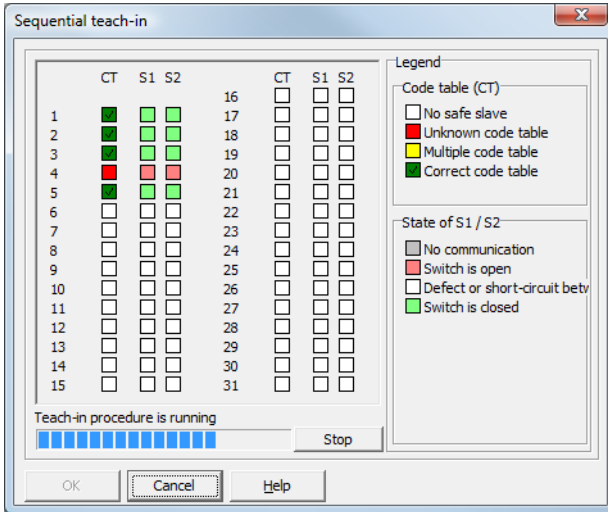 Sequential teach-in
x
CT S1 S2 CT S1 S2
16
1 17
2 18
3 19
4 20
5 21
6 22
7 23
8 24
9 25
10 26
11 27
12 28
13 29
14 30
15 31
Teach-in procedure is running
Stop
Legend
Code table (CT)
No safe slave
Unknown code table
Multiple code table
Correct code table
State of S1 / S2
No communication
Switch is open
Defect or short-circuit betw
Switch is closed
OK Cancel Help